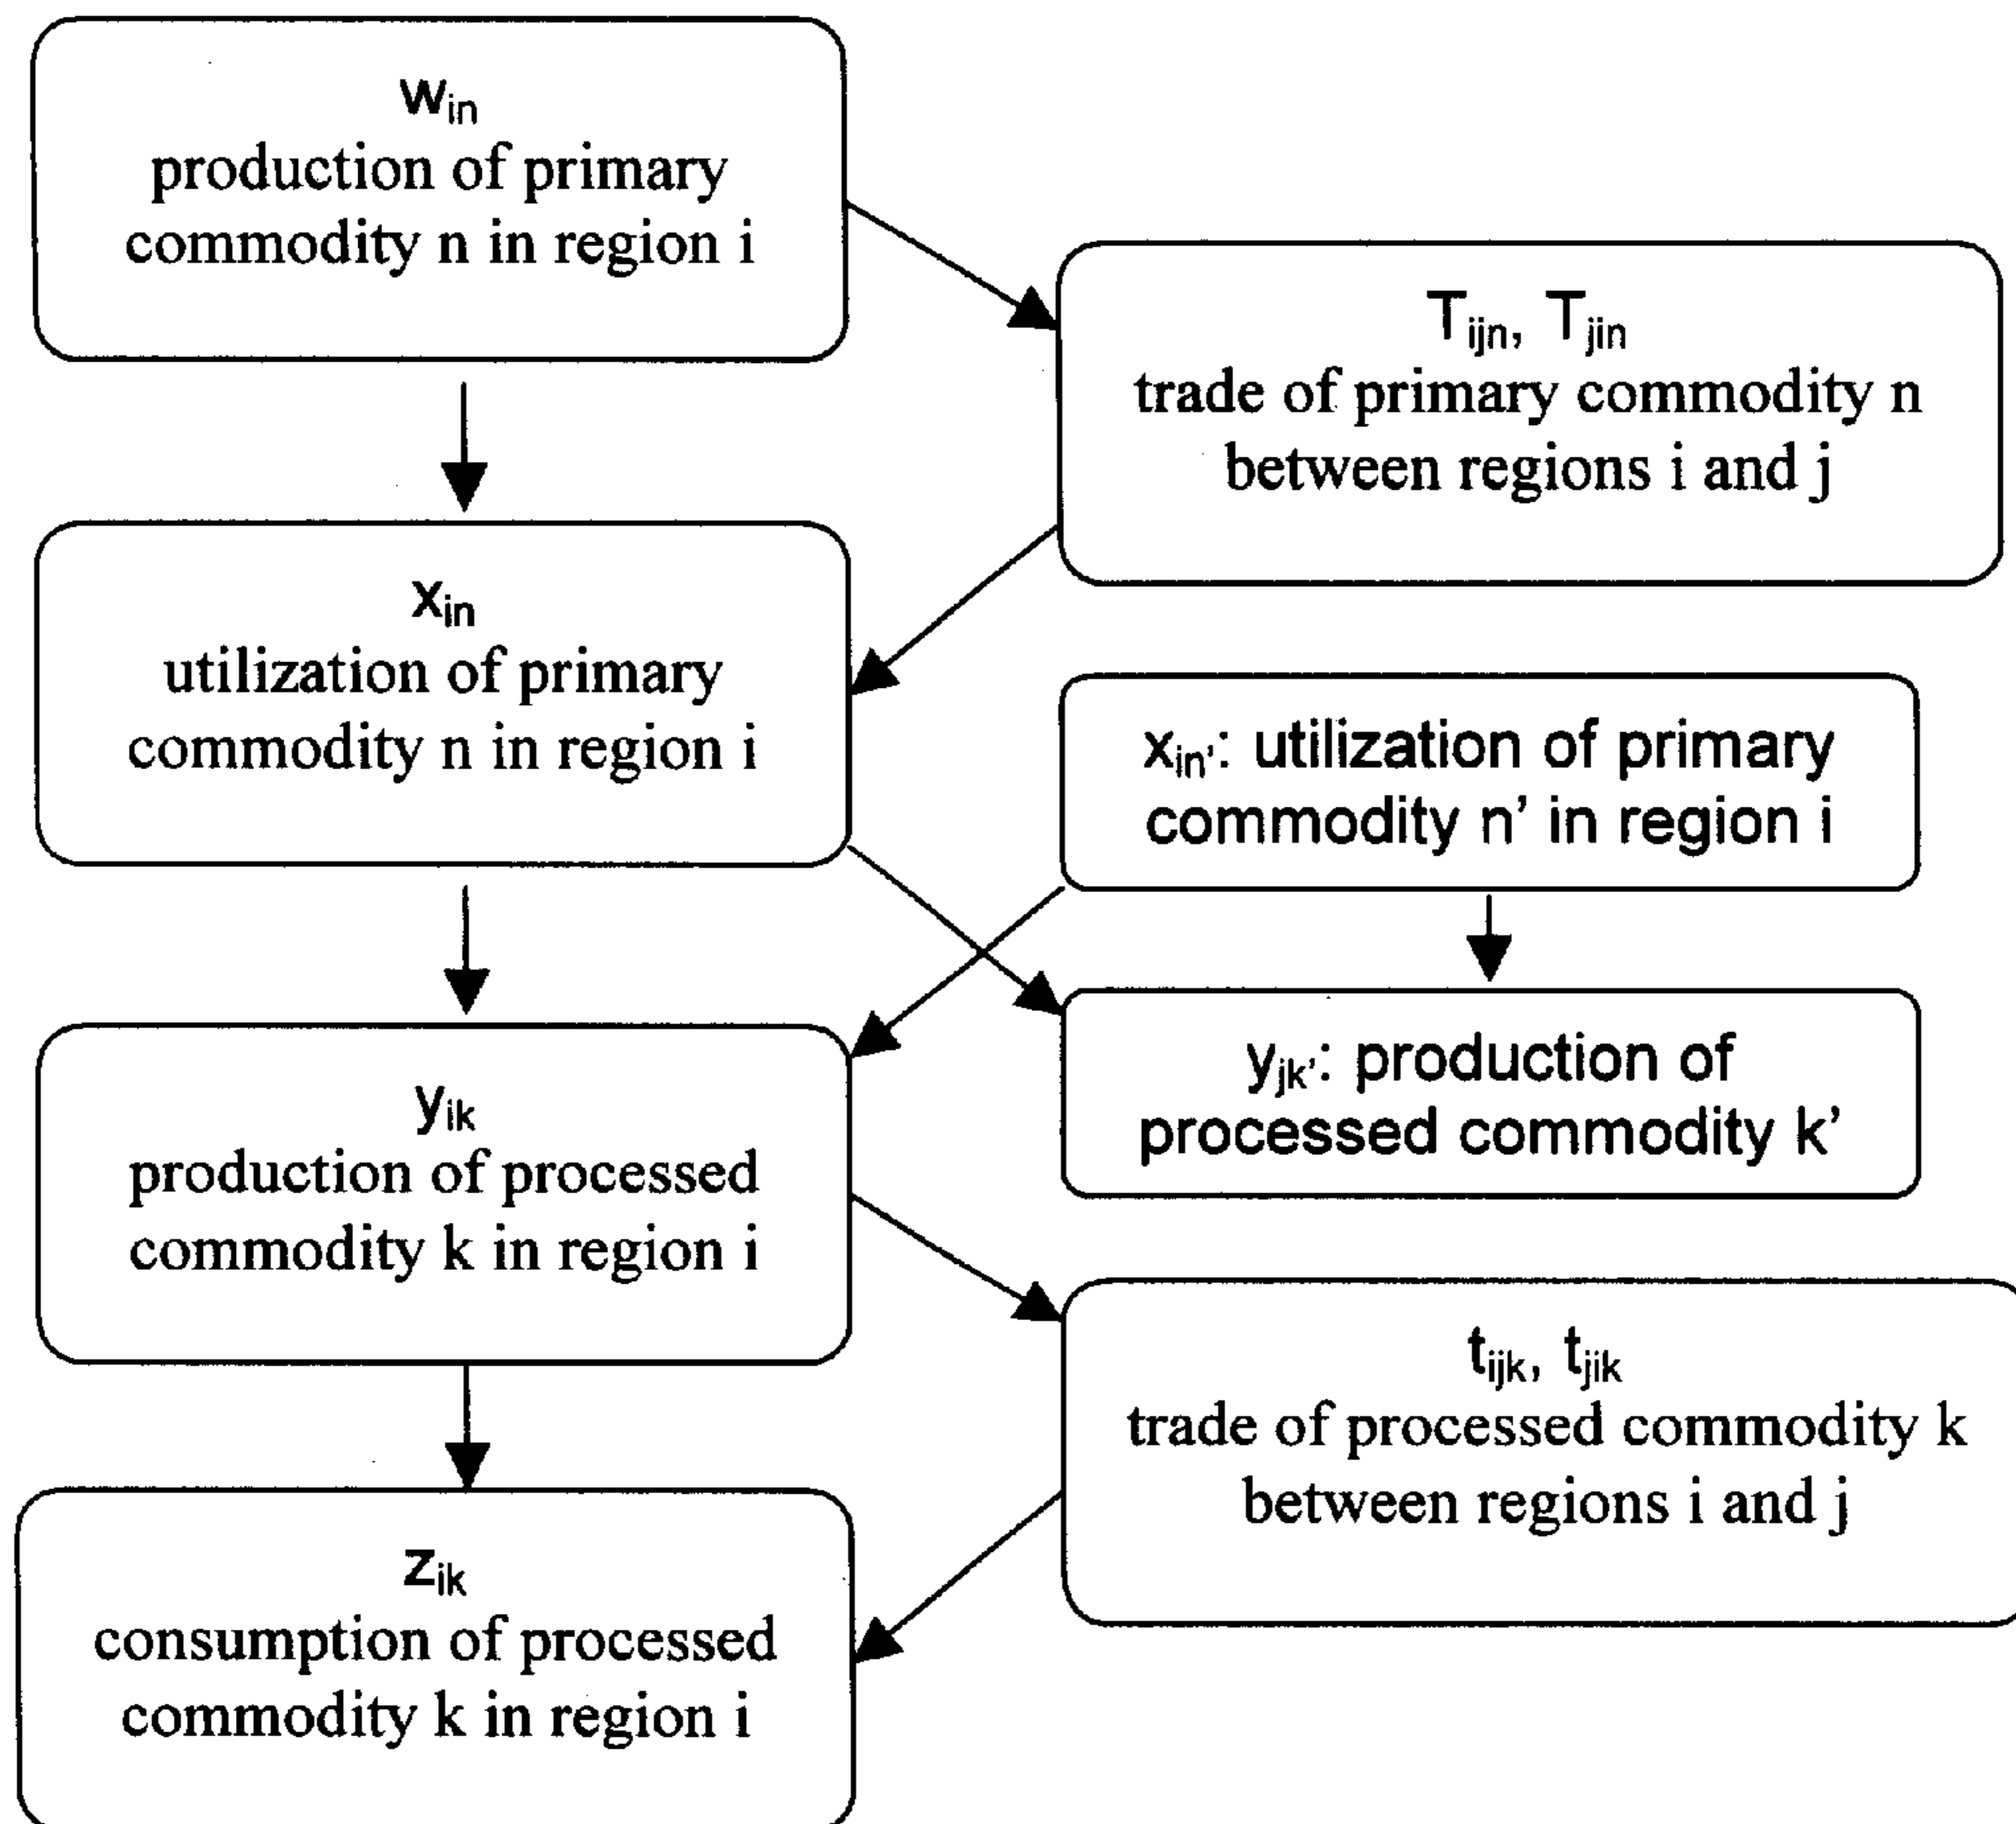 w_in
production of primary
commodity n in region i
T_ijn, T_jin
trade of primary commodity n
between regions i and j
x_in
utilization of primary
commodity n in region i
x_in': utilization of primary
commodity n' in region i
y_jk': production of
processed commodity k'
y_ik
production of processed
commodity k in region i
t_ijk, t_jik
trade of processed commodity k
between regions i and j
z_ik
consumption of processed
commodity k in region i